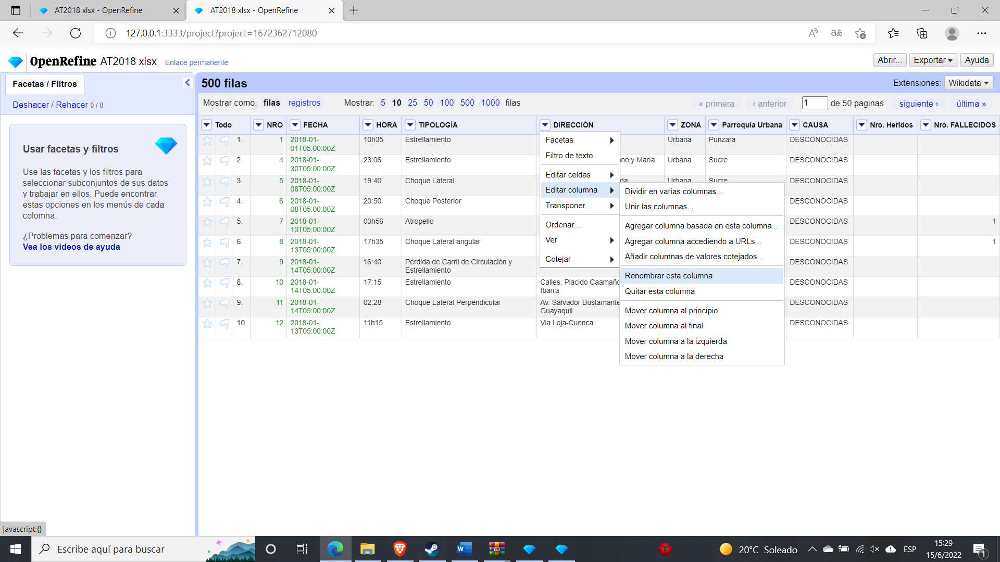 AT2018 xlsx - OpenRefine
AT2018 xlsx - OpenRefine
127.0.0.1:3333/project?project=1672362712080
OpenRefine AT2018 xlsx Enlace permanente
Abrir... Exportar Ayuda
Facetas / Filtros
Deshacer / Rehacer 0 / 0
500 filas
Extensiones: Wikidata
Mostrar como: filas registros Mostrar: 5 10 25 50 100 500 1000 filas
« primera ‹ anterior 1 de 50 paginas siguiente › última »
Usar facetas y filtros
Use las facetas y los filtros para
seleccionar subconjuntos de sus datos
y trabajar en ellos. Puede encontrar
estas opciones en los menús de cada
colomna.
¿Problemas para comenzar?
Vea los videos de ayuda
Todo NRO FECHA HORA TIPOLOGÍA DIRECCIÓN ZONA Parroquia Urbana CAUSA Nro. Heridos Nro. FALLECIDOS
1. 1 2018-01-01T05:00:00Z 10h35 Estrellamiento Urbana Punzara DESCONOCIDAS
2. 4 2018-01-30T05:00:00Z 23:06 Estrellamiento no y María Urbana Sucre DESCONOCIDAS
3. 5 2018-01-08T05:00:00Z 19:40 Choque Lateral da Urbana Sucre DESCONOCIDAS
4. 6 2018-01-08T05:00:00Z 20:50 Choque Posterior DESCONOCIDAS
5. 7 2018-01-13T05:00:00Z 03h56 Atropello DESCONOCIDAS 1
6. 8 2018-01-13T05:00:00Z 17h35 Choque Lateral angular DESCONOCIDAS 1
7. 9 2018-01-14T05:00:00Z 16:40 Pérdida de Carril de Circulación y Estrellamiento DESCONOCIDAS
8. 10 2018-01-14T05:00:00Z 17:15 Estrellamiento Calles: Placido Caamaño Ibarra DESCONOCIDAS
9. 11 2018-01-14T05:00:00Z 02:28 Choque Lateral Perpendicular Av. Salvador Bustamante Guayaquil DESCONOCIDAS
10. 12 2018-01-13T05:00:00Z 11h15 Estrellamiento Via Loja-Cuenca DESCONOCIDAS
Facetas
Filtro de texto
Editar celdas
Editar columna
Transponer
Ordenar...
Ver
Cotejar
Dividir en varias columnas...
Unir las columnas...
Agregar columna basada en esta columna...
Agregar columna accediendo a URLs...
Añadir columnas de valores cotejados...
Renombrar esta columna
Quitar esta columna
Mover columna al principio
Mover columna al final
Mover columna a la izquierda
Mover columna a la derecha
javascript:{}
Escribe aquí para buscar
20°C Soleado
ESP
15:29
15/6/2022
1